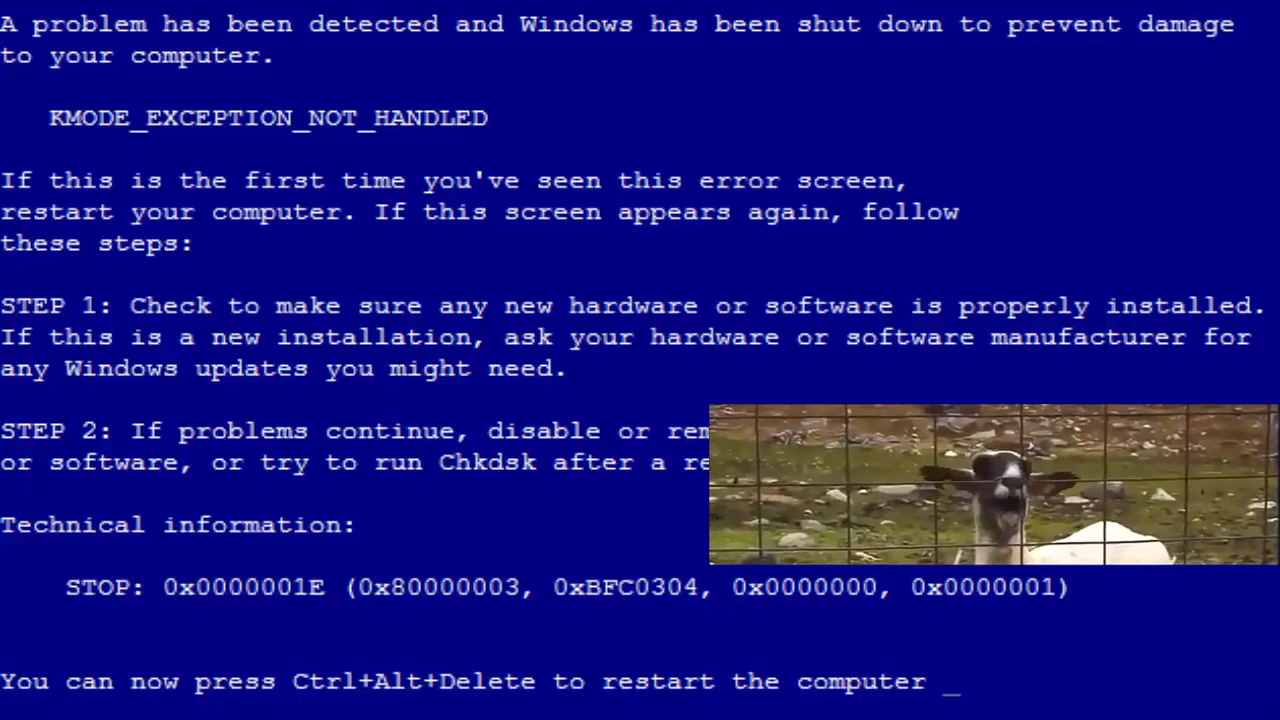 A problem has been detected and Windows has been shut down to prevent damage
to your computer.
KMODE_EXCEPTION_NOT_HANDLED
If this is the first time you've seen this error screen,
restart your computer. If this screen appears again, follow
these steps:
STEP 1: Check to make sure any new hardware or software is properly installed.
If this is a new installation, ask your hardware or software manufacturer for
any Windows updates you might need.
STEP 2: If problems continue, disable or
or software, or try to run Chkdsk after a
Technical information:
STOP: 0x0000001E (0x80000003, 0xBFC0304, 0x0000000, 0x0000001)
You can now press Ctrl+Alt+Delete to restart the computer _